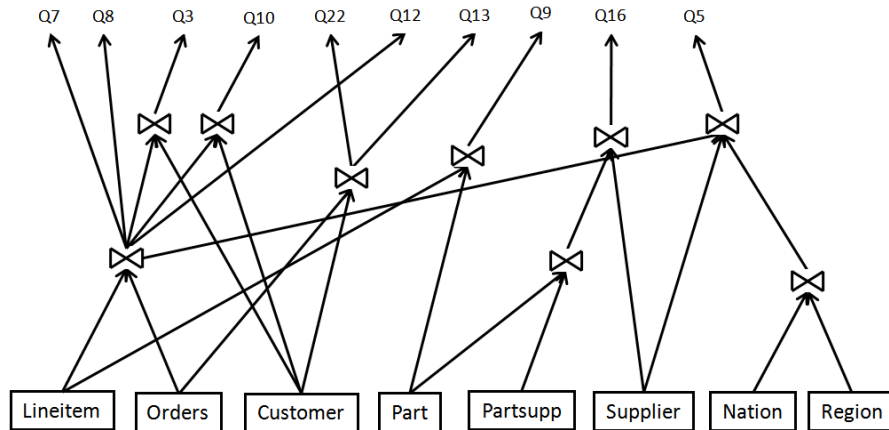 Q7 Q8 Q3 Q10 Q22 Q12 Q13 Q9 Q16 Q5
Lineitem Orders Customer Part Partsupp Supplier Nation Region